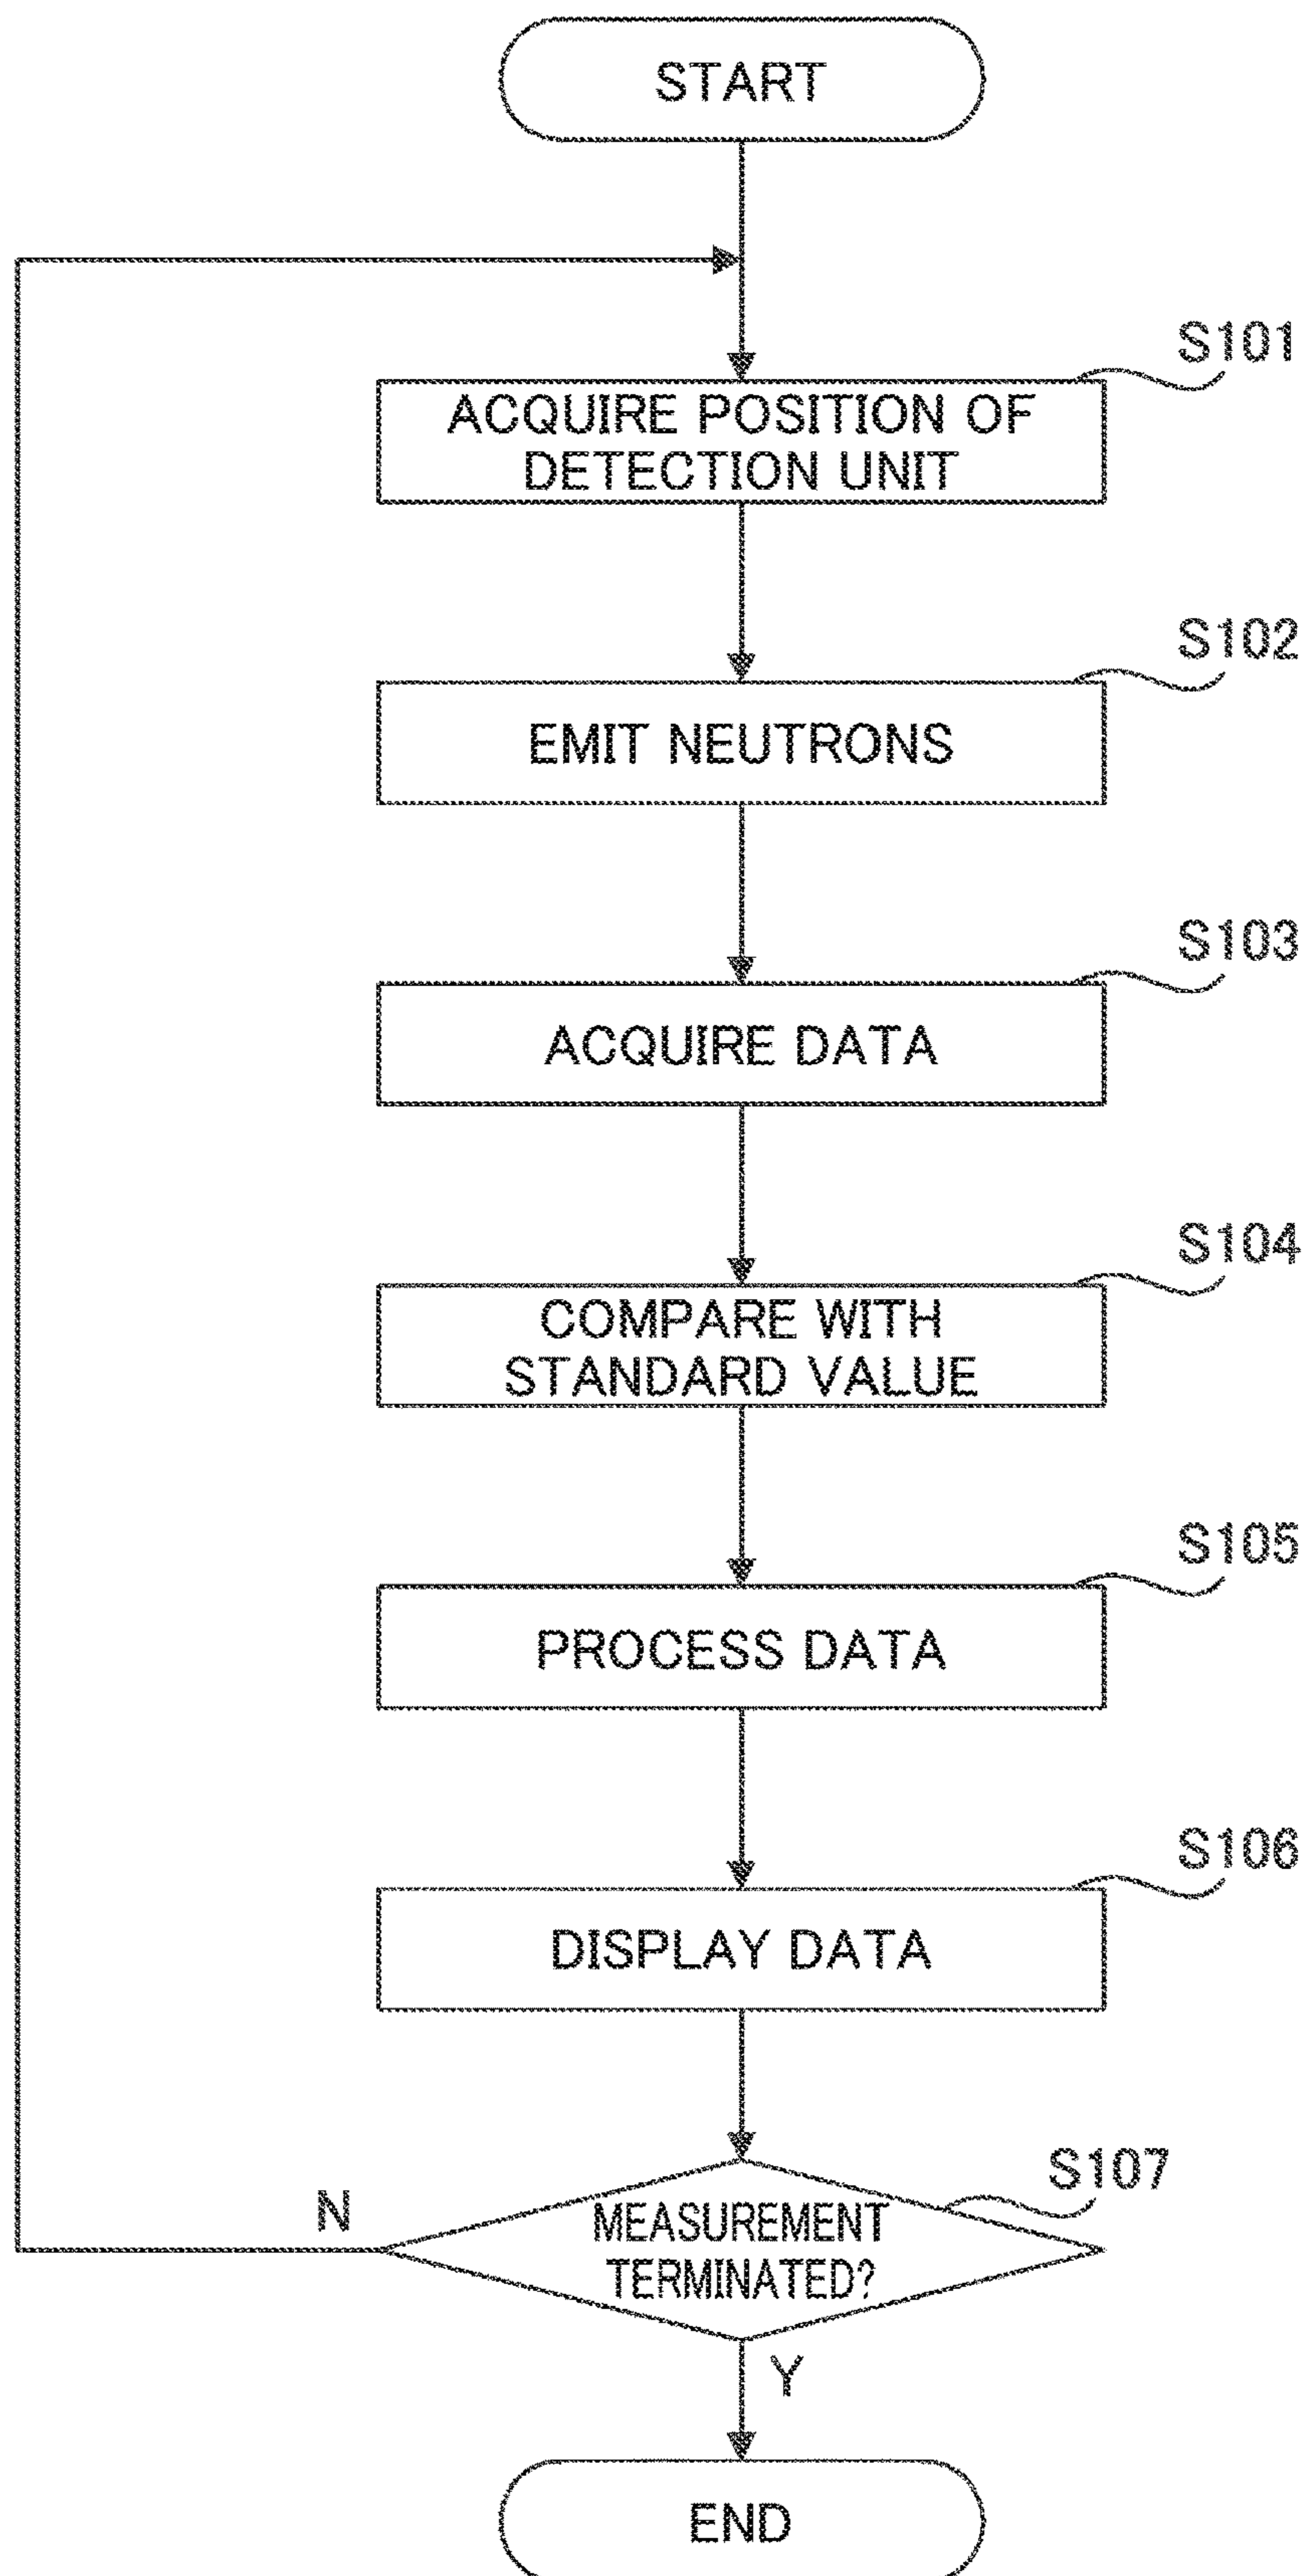 START
S101
ACQUIRE POSITION OF
DETECTION UNIT
S102
EMIT NEUTRONS
S103
ACQUIRE DATA
S104
COMPARE WITH
STANDARD VALUE
S105
PROCESS DATA
S106
DISPLAY DATA
S107
MEASUREMENT
TERMINATED?
N
Y
END